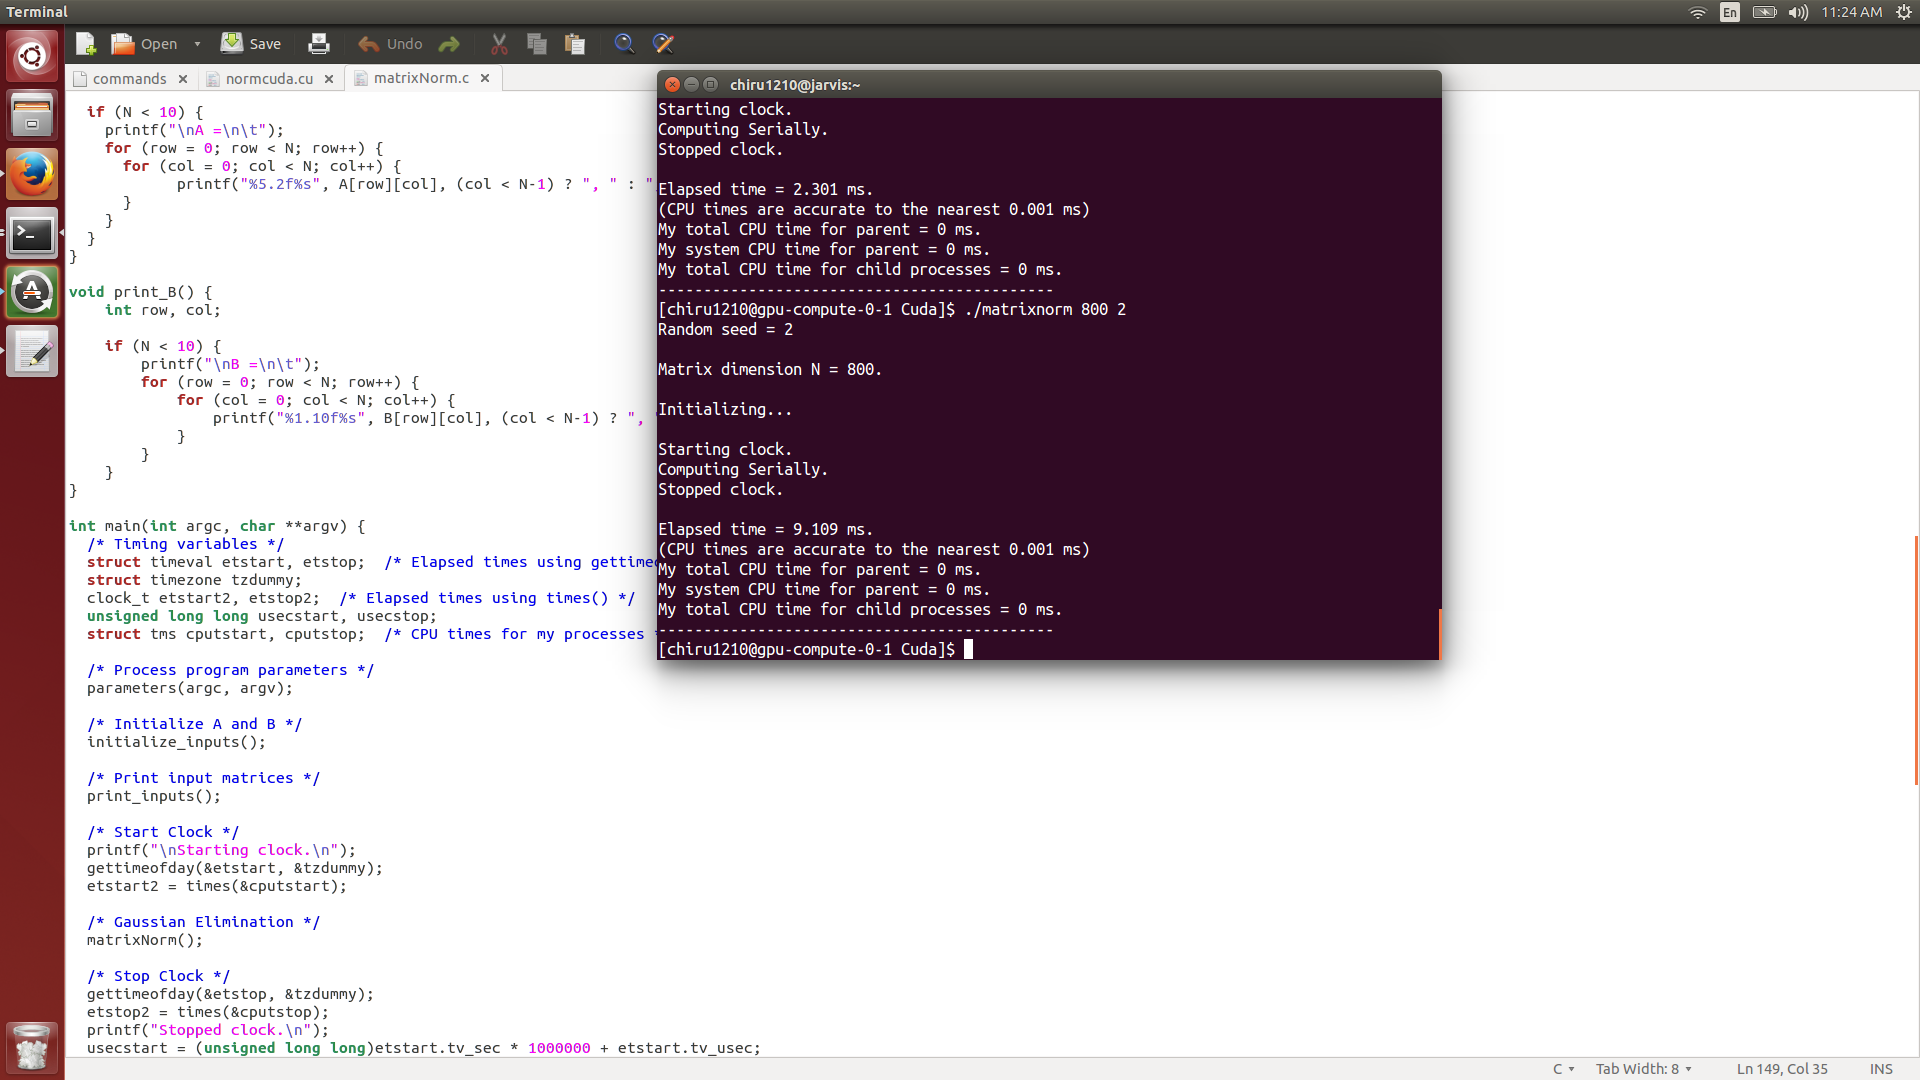 Terminal
En
11:24 AM
Open
Save
Undo
commands
normcuda.cu
matrixNorm.c
if (N < 10) {
printf("\nA =\n\t");
for (row = 0; row < N; row++) {
for (col = 0; col < N; col++) {
printf("%5.2f%s", A[row][col], (col < N-1) ? ", " : "
}
}
}
}
void print_B() {
int row, col;
if (N < 10) {
printf("\nB =\n\t");
for (row = 0; row < N; row++) {
for (col = 0; col < N; col++) {
printf("%1.10f%s", B[row][col], (col < N-1) ? ",
}
}
}
}
int main(int argc, char **argv) {
/* Timing variables */
struct timeval etstart, etstop;  /* Elapsed times using gettimeo
struct timezone tzdummy;
clock_t etstart2, etstop2;  /* Elapsed times using times() */
unsigned long long usecstart, usecstop;
struct tms cputstart, cputstop;  /* CPU times for my processes *
/* Process program parameters */
parameters(argc, argv);
/* Initialize A and B */
initialize_inputs();
/* Print input matrices */
print_inputs();
/* Start Clock */
printf("\nStarting clock.\n");
gettimeofday(&etstart, &tzdummy);
etstart2 = times(&cputstart);
/* Gaussian Elimination */
matrixNorm();
/* Stop Clock */
gettimeofday(&etstop, &tzdummy);
etstop2 = times(&cputstop);
printf("Stopped clock.\n");
usecstart = (unsigned long long)etstart.tv_sec * 1000000 + etstart.tv_usec;
chiru1210@jarvis:~
Starting clock.
Computing Serially.
Stopped clock.
Elapsed time = 2.301 ms.
(CPU times are accurate to the nearest 0.001 ms)
My total CPU time for parent = 0 ms.
My system CPU time for parent = 0 ms.
My total CPU time for child processes = 0 ms.
--------------------------------------------
[chiru1210@gpu-compute-0-1 Cuda]$ ./matrixnorm 800 2
Random seed = 2
Matrix dimension N = 800.
Initializing...
Starting clock.
Computing Serially.
Stopped clock.
Elapsed time = 9.109 ms.
(CPU times are accurate to the nearest 0.001 ms)
My total CPU time for parent = 0 ms.
My system CPU time for parent = 0 ms.
My total CPU time for child processes = 0 ms.
--------------------------------------------
[chiru1210@gpu-compute-0-1 Cuda]$
C
Tab Width: 8
Ln 149, Col 35
INS